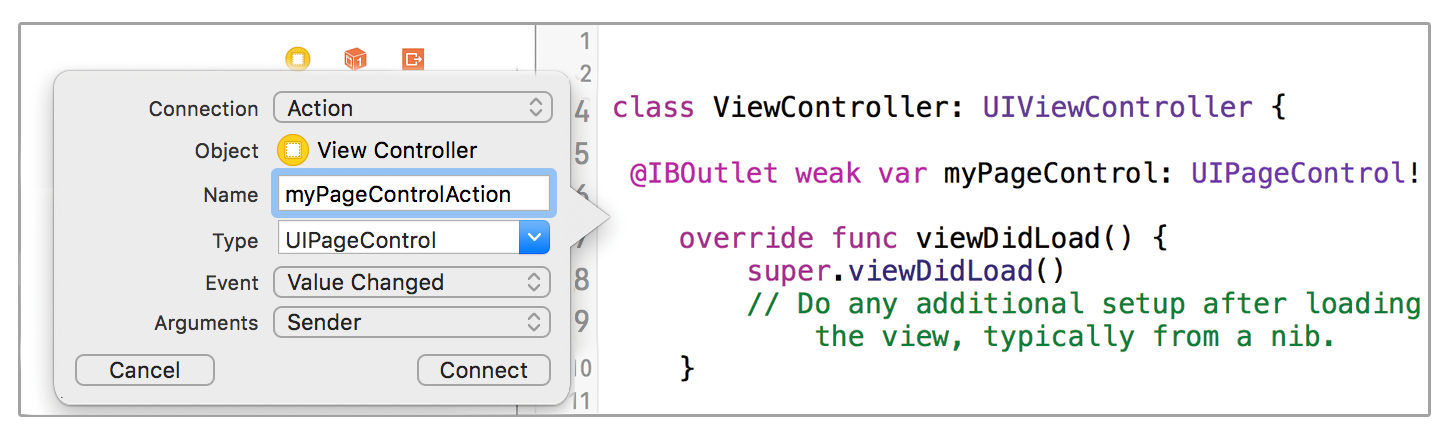 Connection Action
Object View Controller
Name myPageControlAction
Type UIPageControl
Event Value Changed
Arguments Sender
Cancel Connect
1
2
4 class ViewController: UIViewController {
5 @IBOutlet weak var myPageControl: UIPageControl!
6
7 override func viewDidLoad() {
8 super.viewDidLoad()
9 // Do any additional setup after loading
the view, typically from a nib.
10 }
11